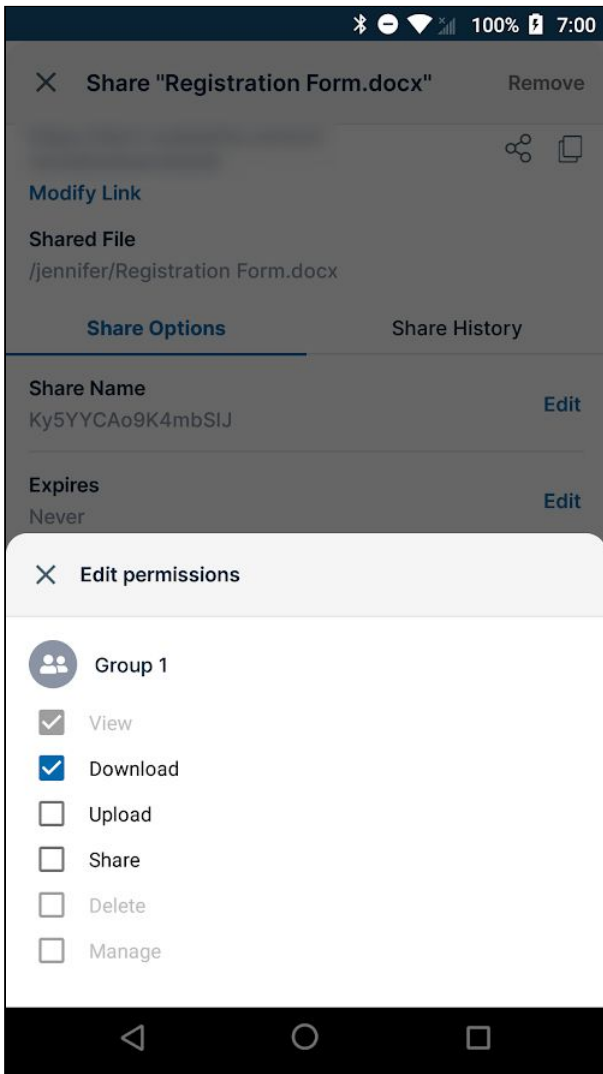 100% 7:00
Share "Registration Form.docx" Remove
Modify Link
Shared File
/jennifer/Registration Form.docx
Share Options Share History
Share Name Edit
Ky5YYCAo9K4mbSIJ
Expires Edit
Never
Edit permissions
Group 1
View
Download
Upload
Share
Delete
Manage